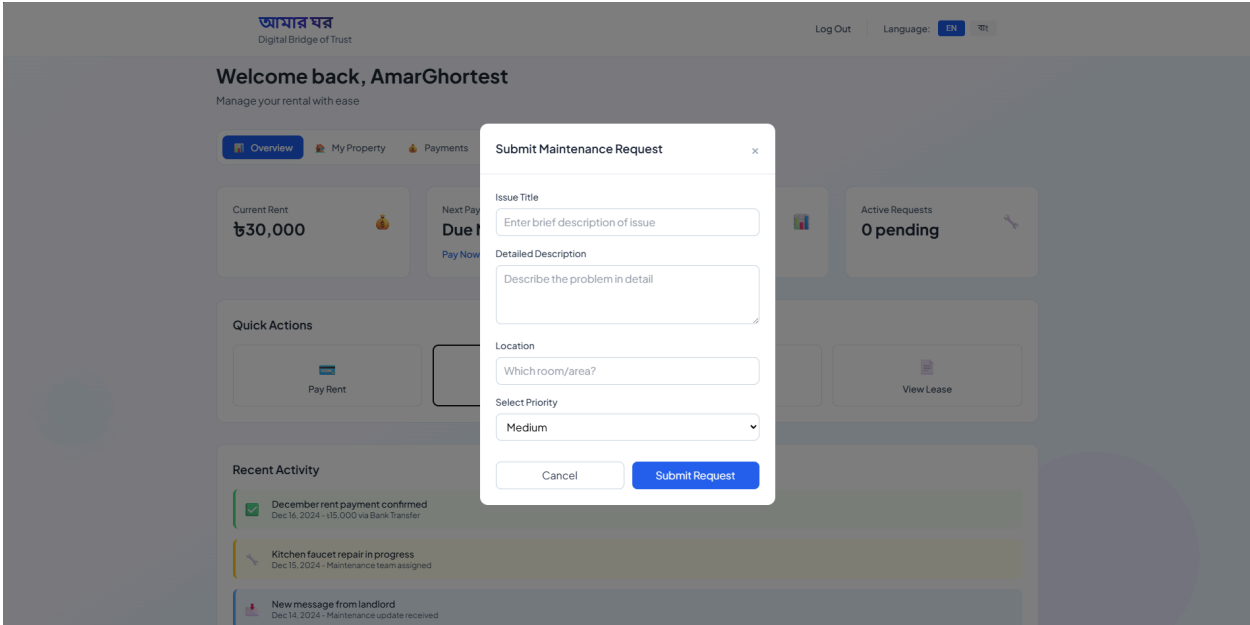 আমার ঘর
Digital Bridge of Trust
Log Out
Language:
EN
বাং
Welcome back, AmarGhortest
Manage your rental with ease
Overview
My Property
Payments
Submit Maintenance Request
×
Current Rent
৳30,000
Next Pay
Due
Pay Now
Active Requests
0 pending
Issue Title
Enter brief description of issue
Detailed Description
Describe the problem in detail
Location
Which room/area?
Select Priority
Medium
Cancel
Submit Request
Quick Actions
Pay Rent
View Lease
Recent Activity
December rent payment confirmed
Dec 16, 2024 - ৳15,000 via Bank Transfer
Kitchen faucet repair in progress
Dec 15, 2024 - Maintenance team assigned
New message from landlord
Dec 14, 2024 - Maintenance update received